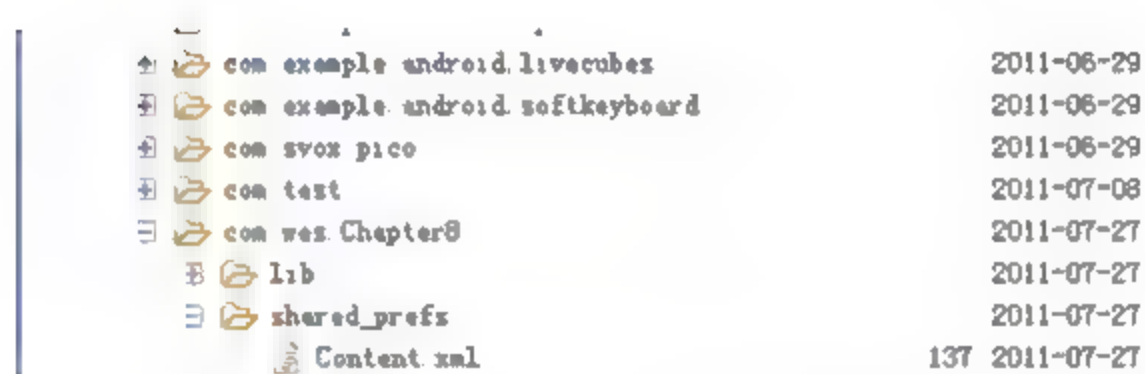 com example android.livecubes 2011-06-29
com example.android.softkeyboard 2011-06-29
com svox pico 2011-06-29
com test 2011-07-08
com wes.Chapter8 2011-07-27
lib 2011-07-27
shared_prefs 2011-07-27
Content.xml 137 2011-07-27